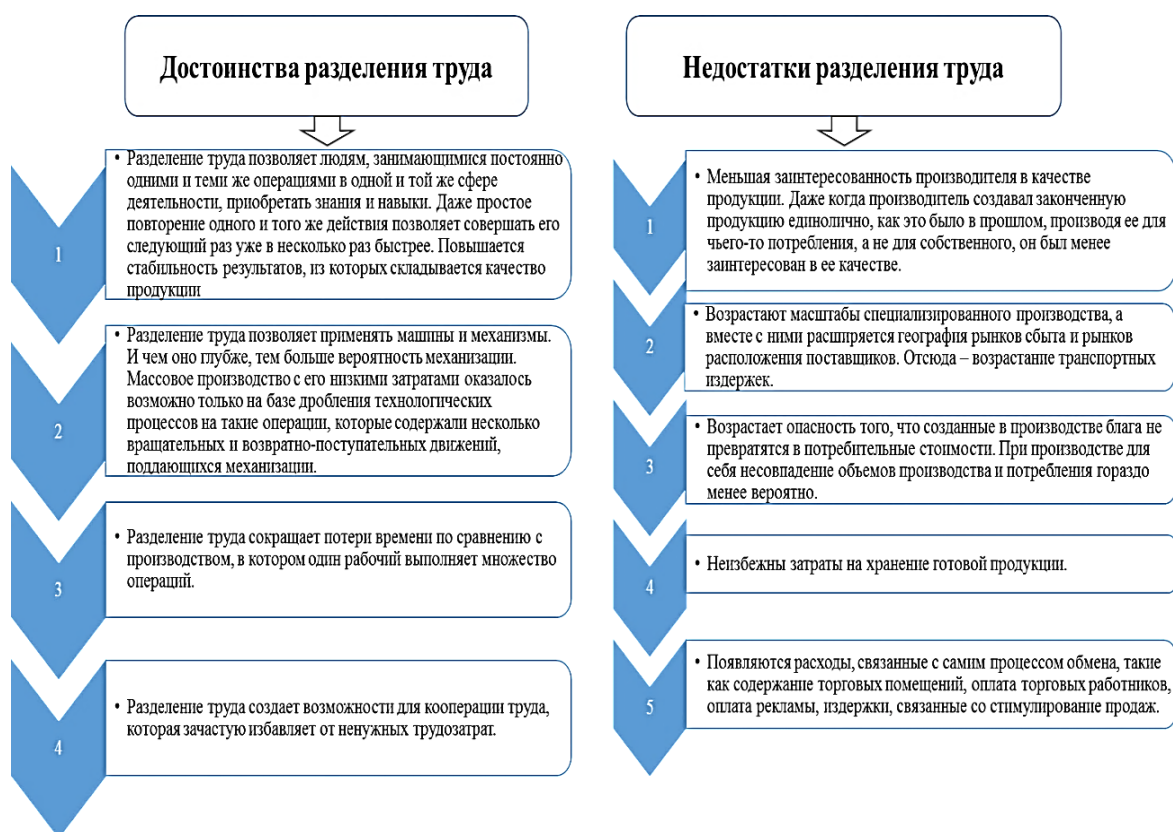 Достоинства разделения труда
1
• Разделение труда позволяет людям, занимающимися постоянно
одними и теми же операциями в одной и той же сфере
деятельности, приобретать знания и навыки. Даже простое
повторение одного и того же действия позволяет совершать его
следующий раз уже в несколько раз быстрее. Повышается
стабильность результатов, из которых складывается качество
продукции
2
• Разделение труда позволяет применять машины и механизмы.
И чем оно глубже, тем больше вероятность механизации.
Массовое производство с его низкими затратами оказалось
возможно только на базе дробления технологических
процессов на такие операции, которые содержали несколько
вращательных и возвратно-поступательных движений,
поддающихся механизации.
3
• Разделение труда сокращает потери времени по сравнению с
производством, в котором один рабочий выполняет множество
операций.
4
• Разделение труда создает возможности для кооперации труда,
которая зачастую избавляет от ненужных трудозатрат.
Недостатки разделения труда
1
• Меньшая заинтересованность производителя в качестве
продукции. Даже когда производитель создавал законченную
продукцию единолично, как это было в прошлом, производя ее для
чьего-то потребления, а не для собственного, он был менее
заинтересован в ее качестве.
2
• Возрастают масштабы специализированного производства, а
вместе с ними расширяется география рынков сбыта и рынков
расположения поставщиков. Отсюда – возрастание транспортных
издержек.
3
• Возрастает опасность того, что созданные в производстве блага не
превратятся в потребительные стоимости. При производстве для
себя несовпадение объемов производства и потребления гораздо
менее вероятно.
4
• Неизбежны затраты на хранение готовой продукции.
5
• Появляются расходы, связанные с самим процессом обмена, такие
как содержание торговых помещений, оплата торговых работников,
оплата рекламы, издержки, связанные со стимулирование продаж.